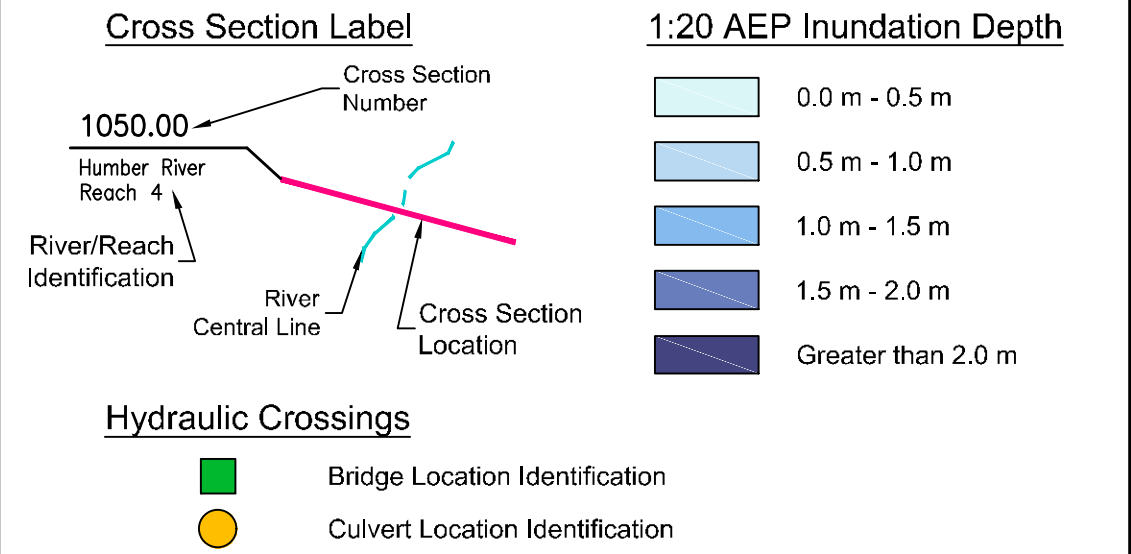 Cross Section Label
Cross Section
Number
1050.00
Humber River
Reach 4
River/Reach
Identification
River
Central Line
Cross Section
Location
1:20 AEP Inundation Depth
0.0 m - 0.5 m
0.5 m - 1.0 m
1.0 m - 1.5 m
1.5 m - 2.0 m
Greater than 2.0 m
Hydraulic Crossings
Bridge Location Identification
Culvert Location Identification